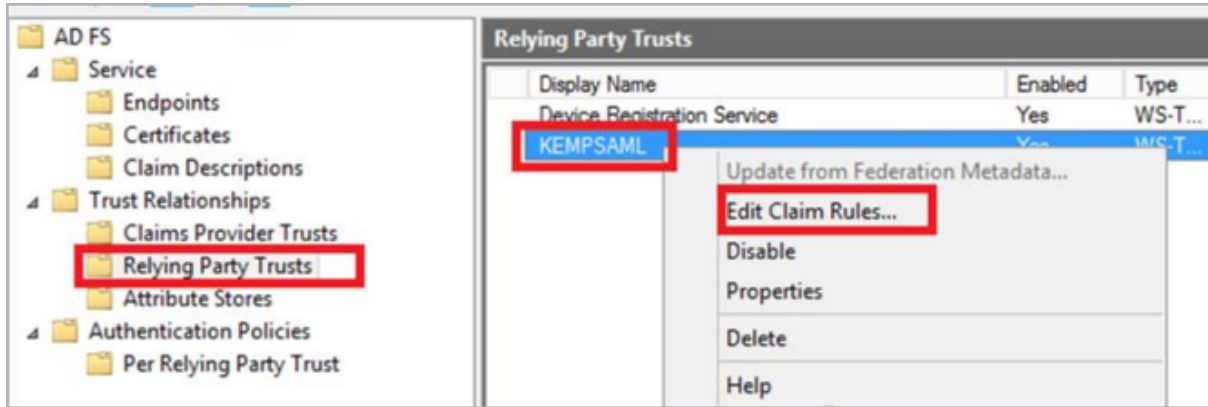 AD FS
Service
Endpoints
Certificates
Claim Descriptions
Trust Relationships
Claims Provider Trusts
Relying Party Trusts
Attribute Stores
Authentication Policies
Per Relying Party Trust
Relying Party Trusts
Display Name Enabled Type
Device Registration Service Yes WS-T...
KEMPSAML Yes WS-T...
Update from Federation Metadata...
Edit Claim Rules...
Disable
Properties
Delete
Help